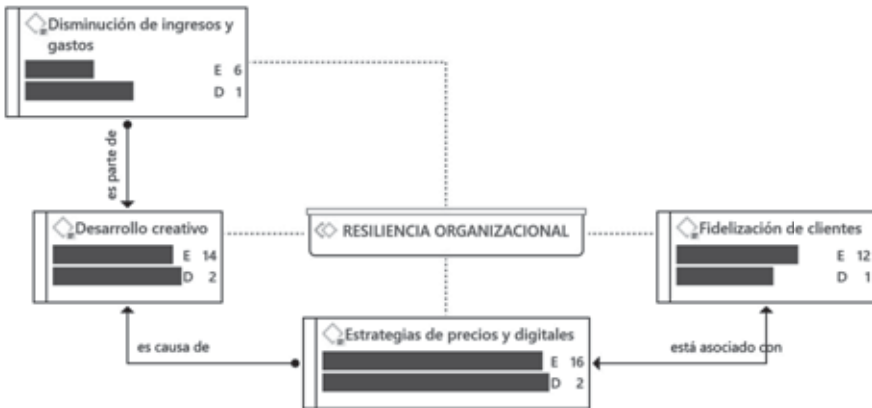 Disminución de ingresos y
gastos
E 6
D 1
es parte de
Desarrollo creativo
E 14
D 2
RESILIENCIA ORGANIZACIONAL
Fidelización de clientes
E 12
D 1
es causa de
Estrategias de precios y digitales
E 16
D 2
está asociado con